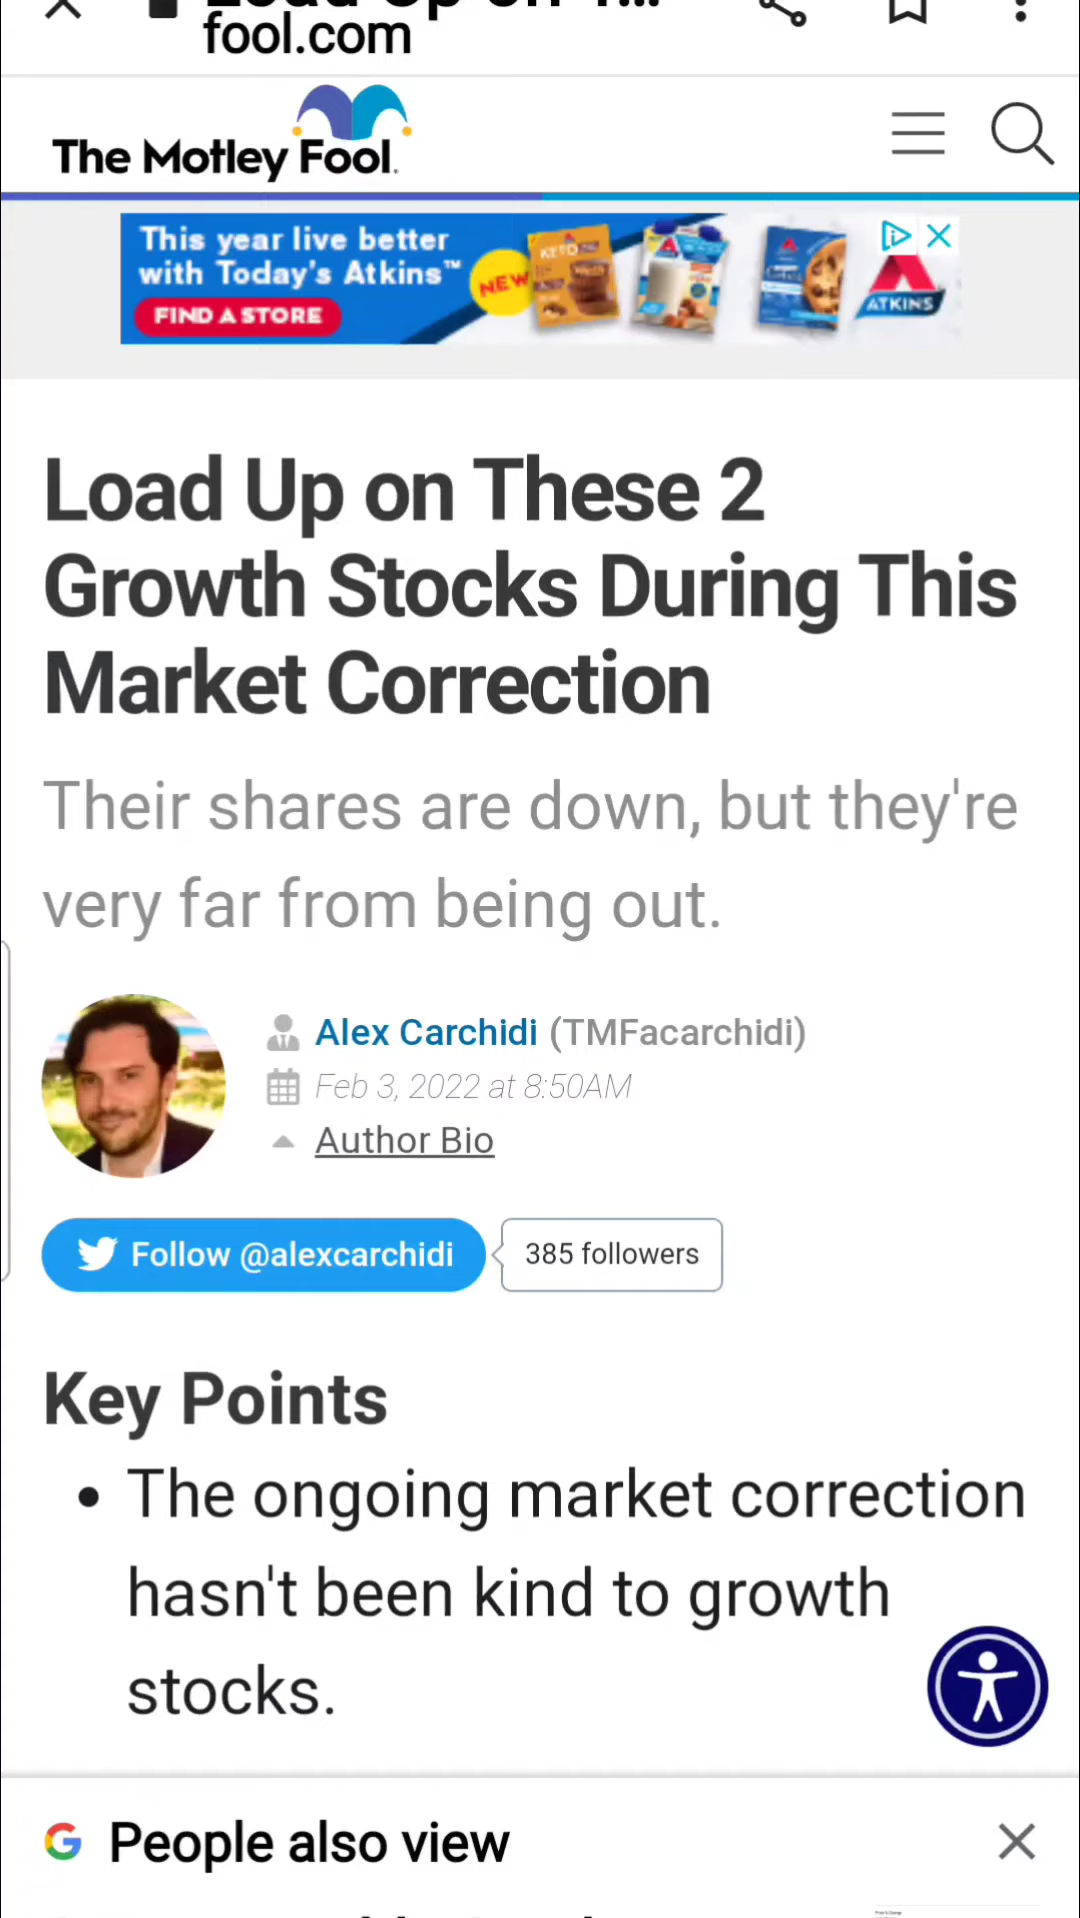 fool.com
The Motley Fool.
This year live better
with Today's Atkins™
FIND A STORE
NEW
KETO
ATKINS
Load Up on These 2
Growth Stocks During This
Market Correction
Their shares are down, but they're
very far from being out.
Alex Carchidi (TMFacarchidi)
Feb 3, 2022 at 8:50AM
Author Bio
Follow @alexcarchidi
385 followers
Key Points
• The ongoing market correction
hasn't been kind to growth
stocks.
People also view